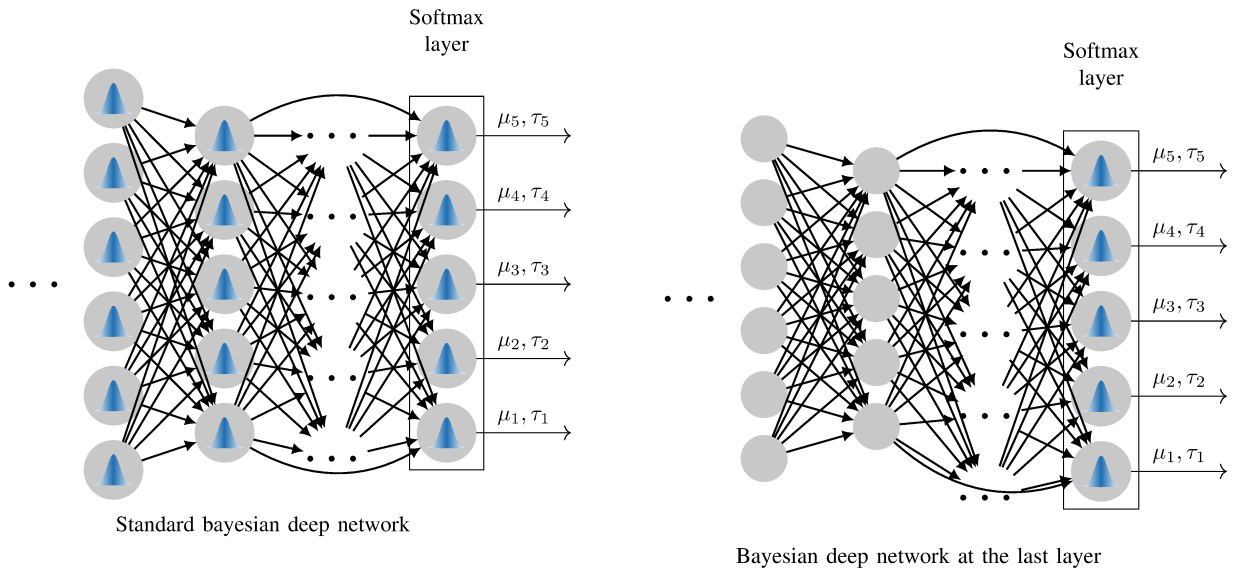 Softmax
layer
μ₅, τ₅
μ₄, τ₄
μ₃, τ₃
μ₂, τ₂
μ₁, τ₁
Standard bayesian deep network
Softmax
layer
μ₅, τ₅
μ₄, τ₄
μ₃, τ₃
μ₂, τ₂
μ₁, τ₁
Bayesian deep network at the last layer